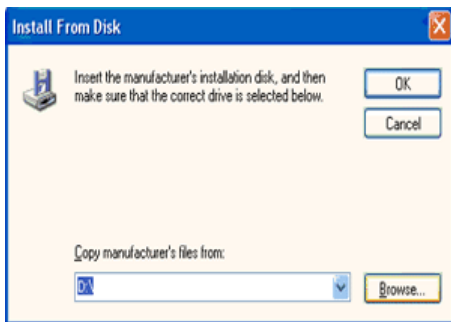 Install From Disk
Insert the manufacturer's installation disk, and then
make sure that the correct drive is selected below.
OK
Cancel
Copy manufacturer's files from:
D:\
Browse...